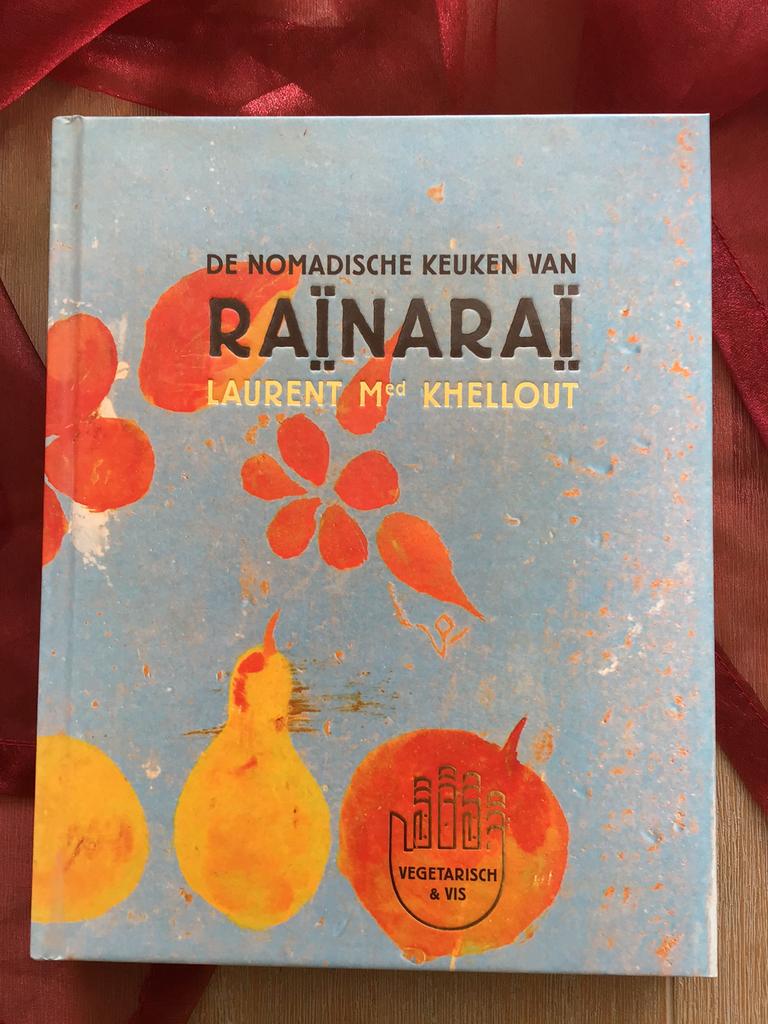 DE NOMADISCHE KEUKEN VAN
RAÏNARAÏ
LAURENT Med KHELLOUT
VEGETARISCH
& VIS